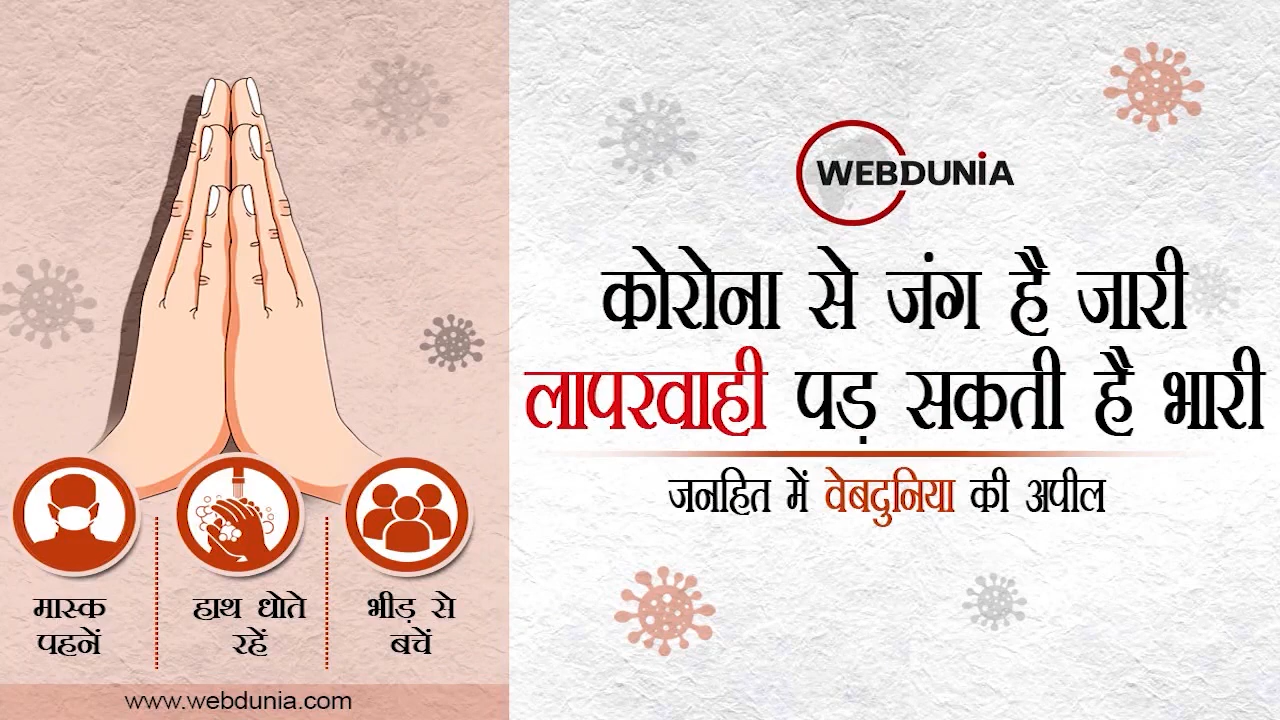 WEBDUNIA
कोरोना से जंग है जारी
लापरवाही पड़ सकती है भारी
जनहित में वेबदुनिया की अपील
मास्क
पहनें
हाथ धोते
रहें
भीड़ से
बचें
www.webdunia.com